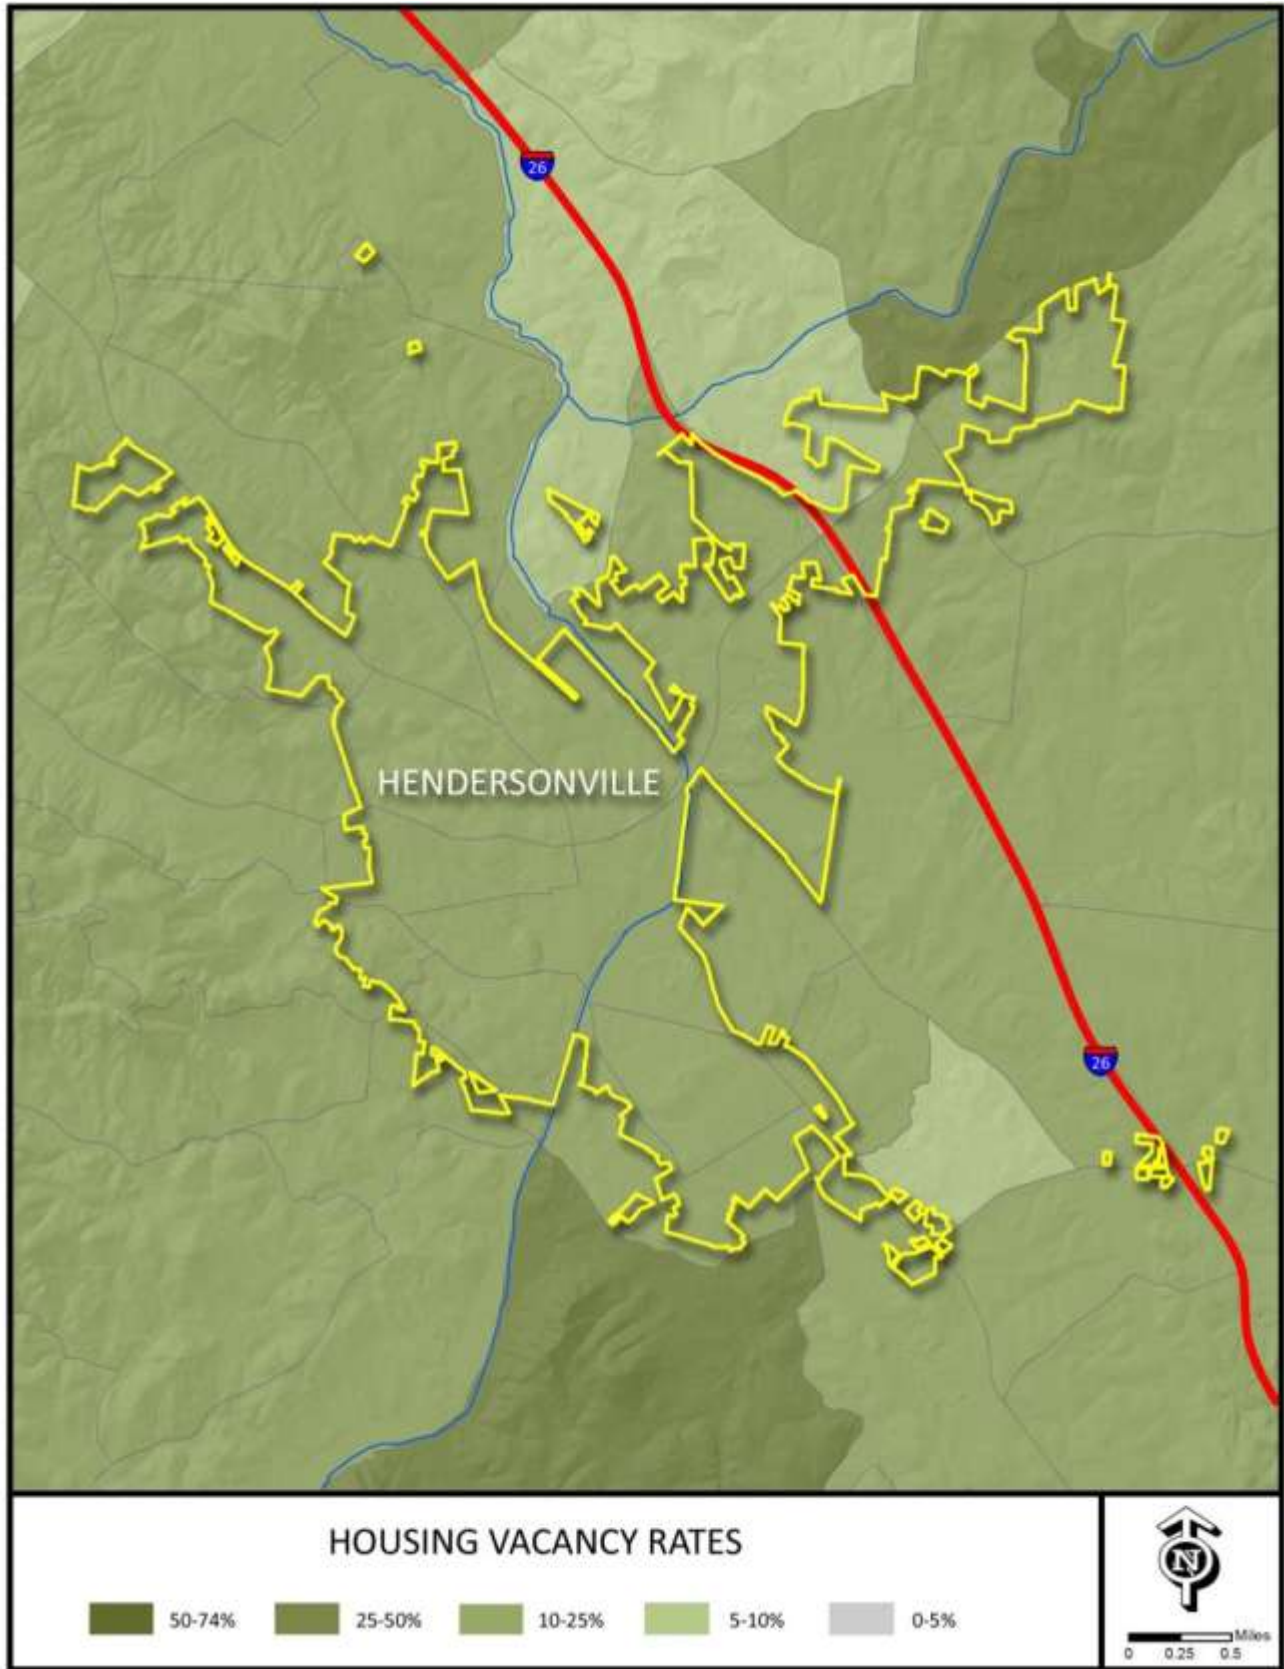 26
HENDERSONVILLE
26
HOUSING VACANCY RATES
50-74% 25-50% 10-25% 5-10% 0-5%
N
Miles
0 0.25 0.5